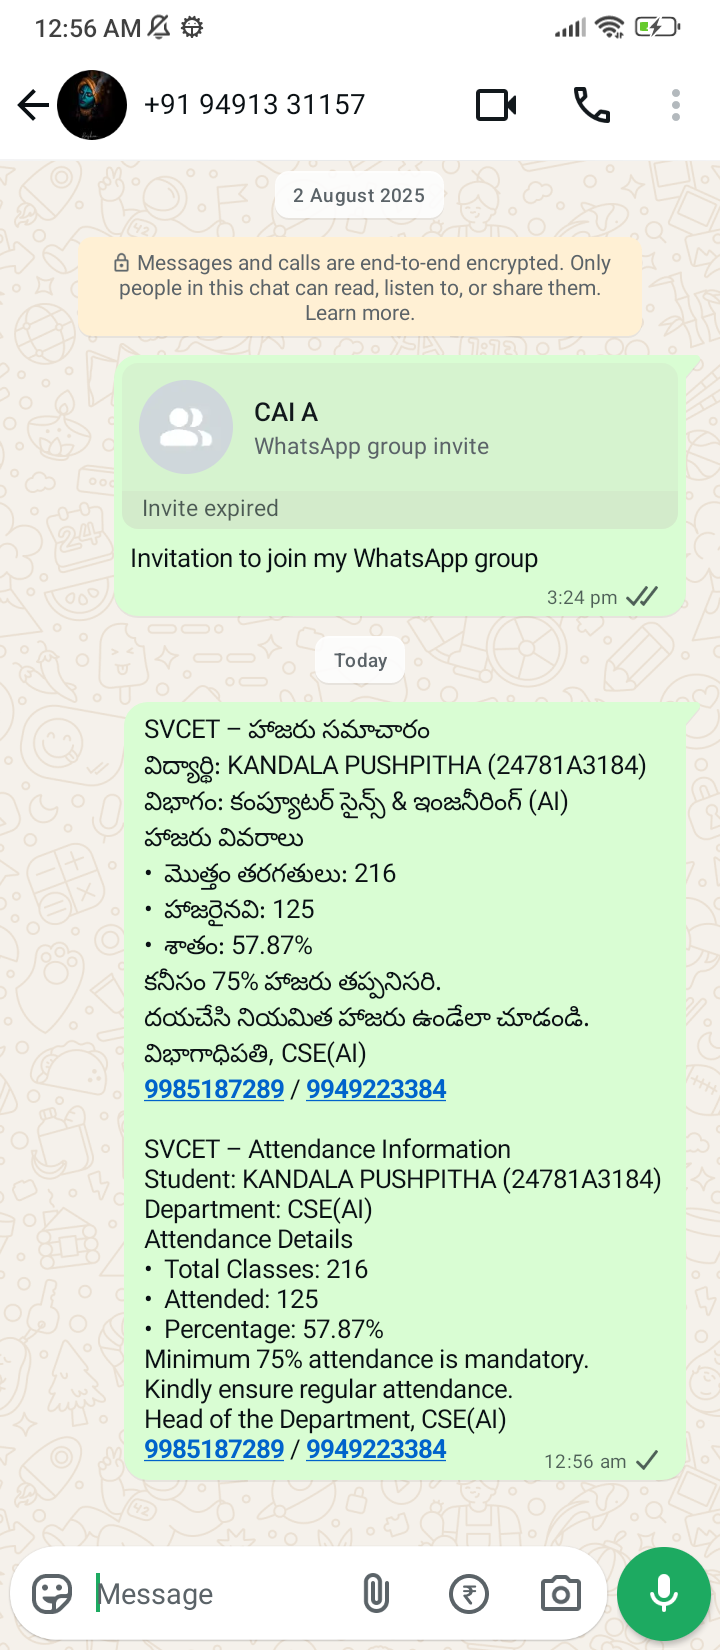 12:56 AM
+91 94913 31157
2 August 2025
Messages and calls are end-to-end encrypted. Only
people in this chat can read, listen to, or share them.
Learn more.
CAI A
WhatsApp group invite
Invite expired
Invitation to join my WhatsApp group
3:24 pm
Today
SVCET – హాజరు సమాచారం
విద్యార్థి: KANDALA PUSHPITHA (24781A3184)
విభాగం: కంప్యూటర్ సైన్స్ & ఇంజనీరింగ్ (AI)
హాజరు వివరాలు
• మొత్తం తరగతులు: 216
• హాజరైనవి: 125
• శాతం: 57.87%
కనీసం 75% హాజరు తప్పనిసరి.
దయచేసి నియమిత హాజరు ఉండేలా చూడండి.
విభాగాధిపతి, CSE(AI)
9985187289 / 9949223384
SVCET – Attendance Information
Student: KANDALA PUSHPITHA (24781A3184)
Department: CSE(AI)
Attendance Details
• Total Classes: 216
• Attended: 125
• Percentage: 57.87%
Minimum 75% attendance is mandatory.
Kindly ensure regular attendance.
Head of the Department, CSE(AI)
9985187289 / 9949223384
12:56 am
Message